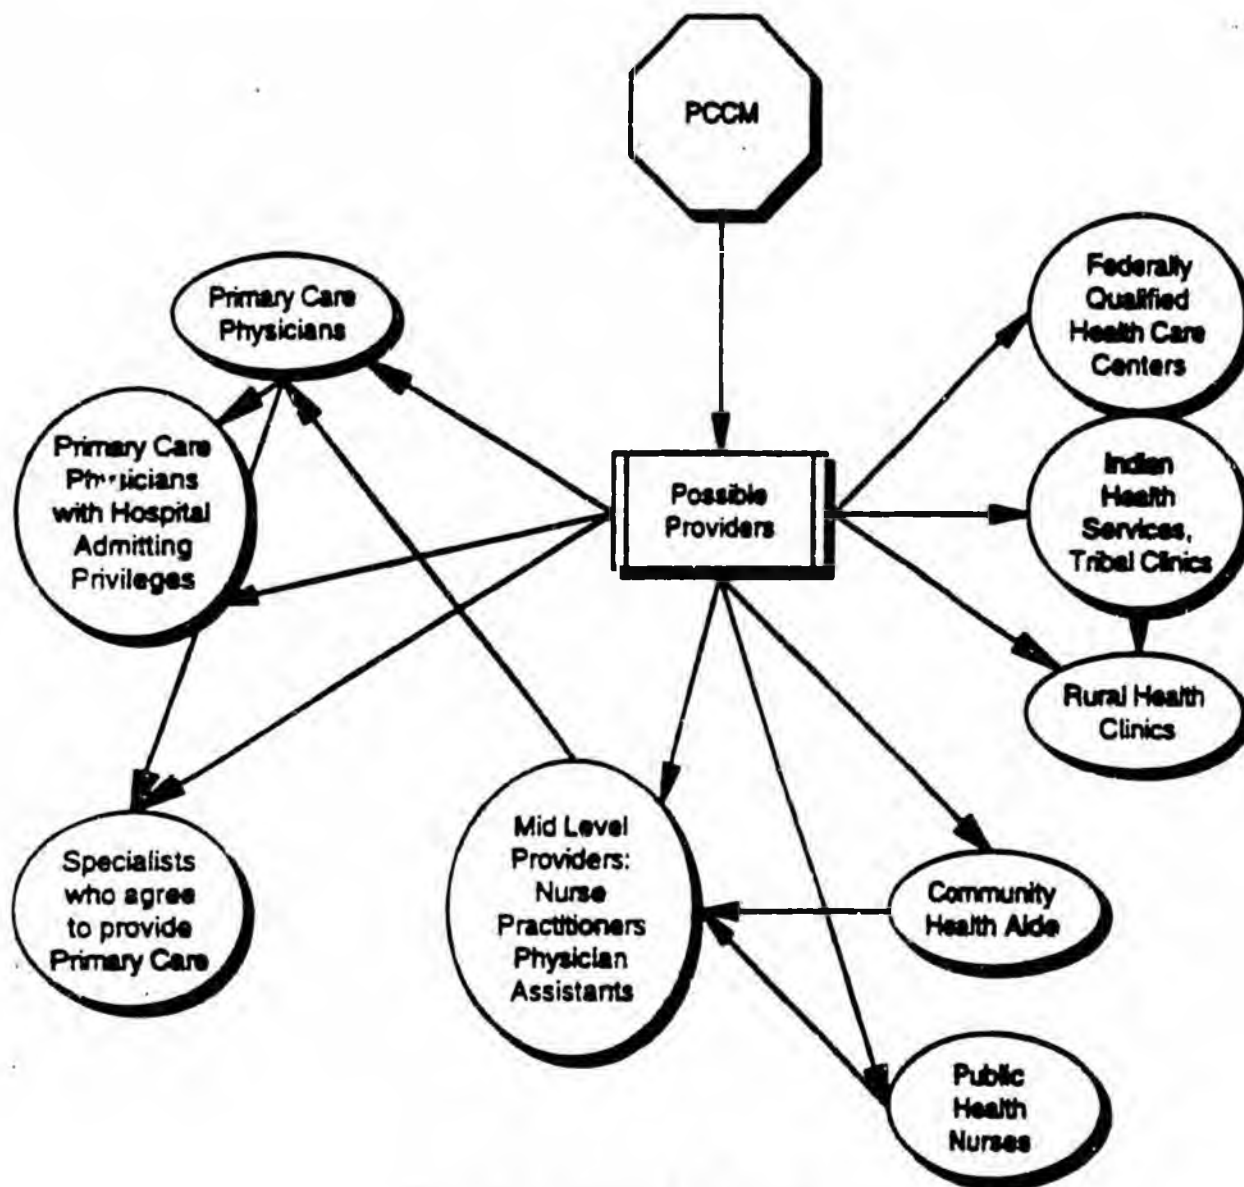 PCCM
Primary Care
Physicians
Federally
Qualified
Health Care
Centers
Primary Care
Physicians
with Hospital
Admitting
Privileges
Possible
Providers
Indian
Health
Services,
Tribal Clinics
Rural Health
Clinics
Specialists
who agree
to provide
Primary Care
Mid Level
Providers:
Nurse
Practitioners
Physician
Assistants
Community
Health Aide
Public
Health
Nurses